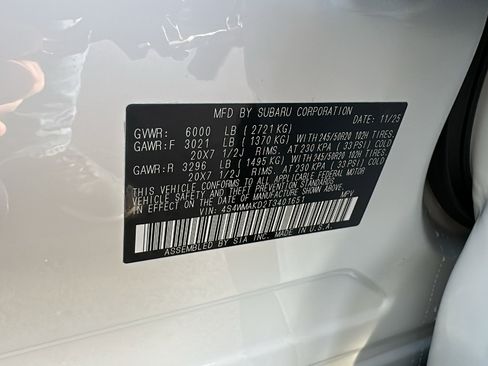 MFD BY SUBARU CORPORATION
DATE: 11/25
GVWR: 6000 LB (2721 KG)
GAWR:F 3021 LB (1370 KG) WITH 245/50R20 102H TIRES,
20X7 1/2J RIMS, AT 230 KPA (33 PSI) COLD
GAWR:R 3296 LB (1495 KG) WITH 245/50R20 102H TIRES,
20X7 1/2J RIMS, AT 230 KPA (33 PSI) COLD
THIS VEHICLE CONFORMS TO ALL APPLICABLE FEDERAL MOTOR
VEHICLE SAFETY AND THEFT PREVENTION STANDARDS IN EFFECT
ON THE DATE OF MANUFACTURE SHOWN ABOVE.
VIN: 4S4WMAKD2TS401651 MPV
ASSEMBLED BY SIA INC. MADE IN U.S.A.